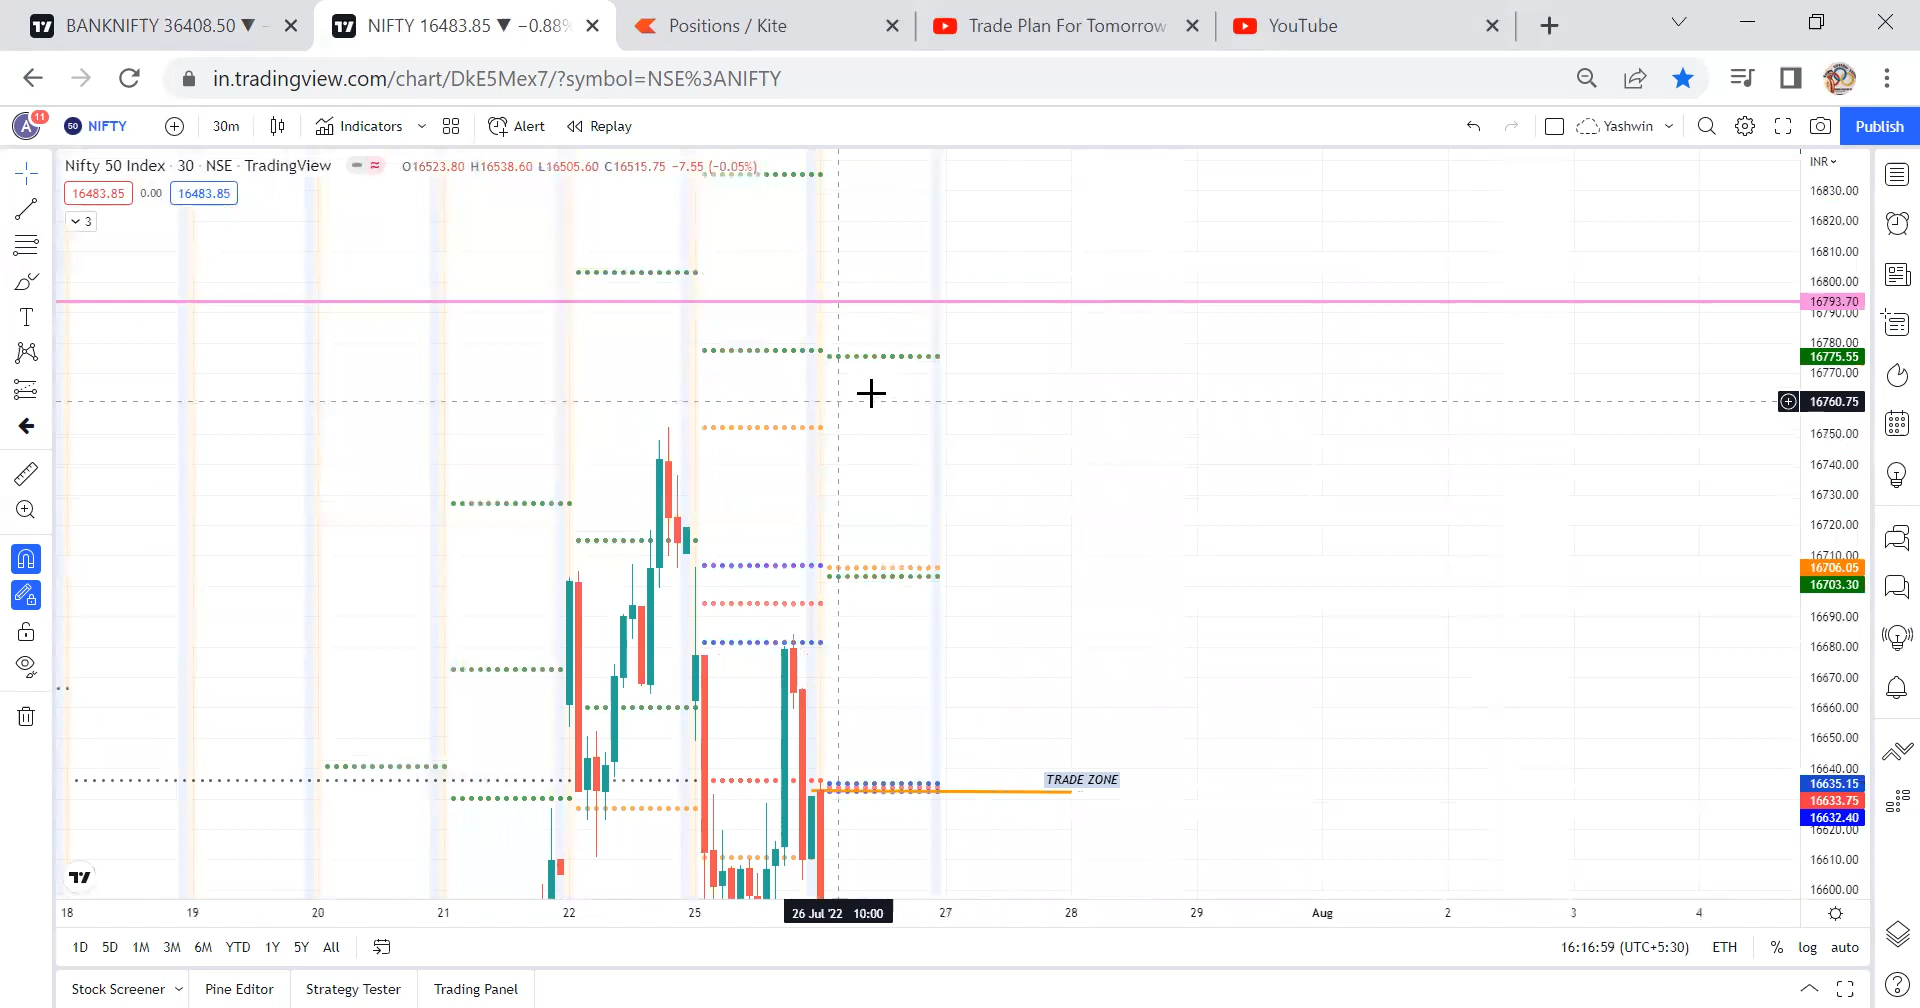 BANKNIFTY 36408.50 ▼ −
NIFTY 16483.85 ▼ −0.88%
Positions / Kite
Trade Plan For Tomorrow
YouTube
in.tradingview.com/chart/DkE5Mex7/?symbol=NSE%3ANIFTY
A
11
50 NIFTY
30m
Indicators
Alert
Replay
Yashwin
Publish
Nifty 50 Index · 30 · NSE · TradingView
O16523.80 H16538.60 L16505.60 C16515.75 −7.55 (−0.05%)
INR
16483.85
0.00
16483.85
3
16830.00
16820.00
16810.00
16800.00
16793.70
16790.00
16780.00
16775.55
16770.00
16760.75
16750.00
16740.00
16730.00
16720.00
16710.00
16706.05
16703.30
16690.00
16680.00
16670.00
16660.00
16650.00
16640.00
TRADE ZONE
16635.15
16633.75
16632.40
16620.00
16610.00
16600.00
18
19
20
21
22
25
26 Jul '22 10:00
27
28
29
Aug
2
3
4
1D
5D
1M
3M
6M
YTD
1Y
5Y
All
16:16:59 (UTC+5:30)
ETH
%
log
auto
Stock Screener
Pine Editor
Strategy Tester
Trading Panel